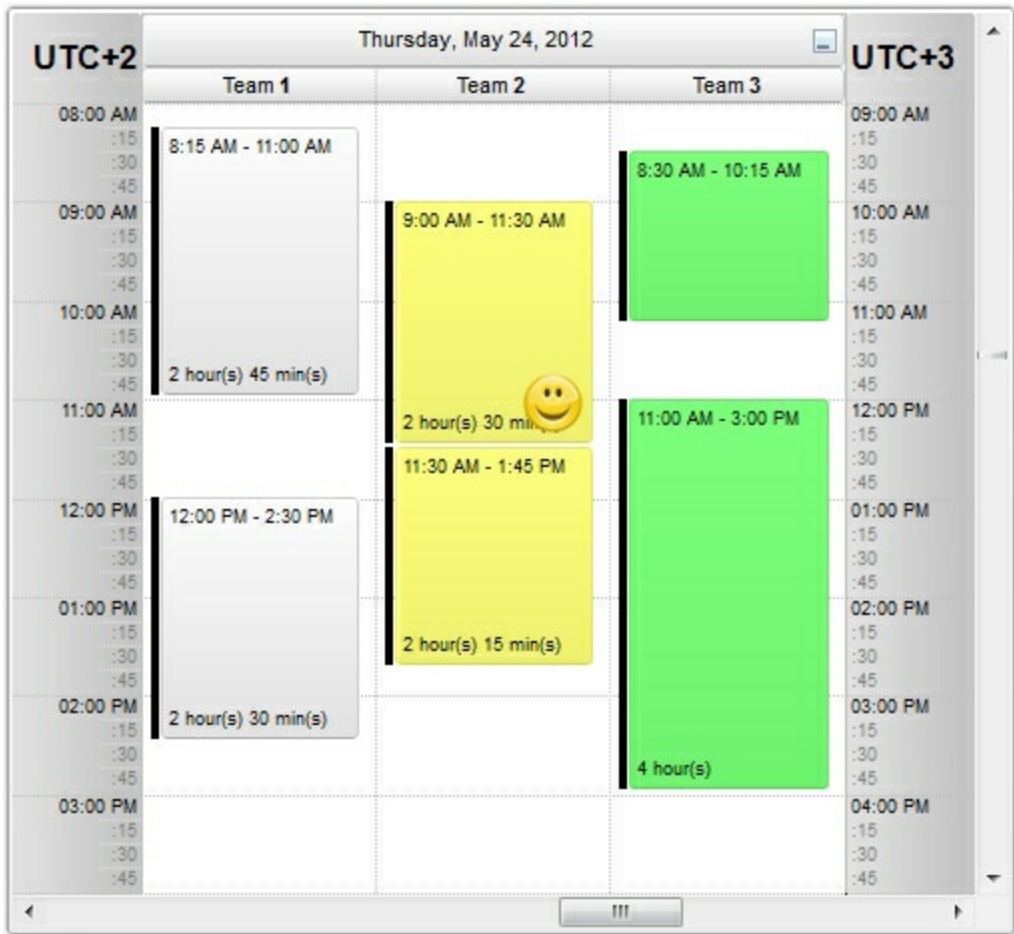 UTC+2
Thursday, May 24, 2012
UTC+3
Team 1
Team 2
Team 3
08:00 AM
:15
:30
:45
09:00 AM
:15
:30
:45
10:00 AM
:15
:30
:45
11:00 AM
:15
:30
:45
12:00 PM
:15
:30
:45
01:00 PM
:15
:30
:45
02:00 PM
:15
:30
:45
03:00 PM
:15
:30
:45
8:15 AM - 11:00 AM
2 hour(s) 45 min(s)
12:00 PM - 2:30 PM
2 hour(s) 30 min(s)
9:00 AM - 11:30 AM
2 hour(s) 30
11:30 AM - 1:45 PM
2 hour(s) 15 min(s)
8:30 AM - 10:15 AM
11:00 AM - 3:00 PM
4 hour(s)
09:00 AM
:15
:30
:45
10:00 AM
:15
:30
:45
11:00 AM
:15
:30
:45
12:00 PM
:15
:30
:45
01:00 PM
:15
:30
:45
02:00 PM
:15
:30
:45
03:00 PM
:15
:30
:45
04:00 PM
:15
:30
:45